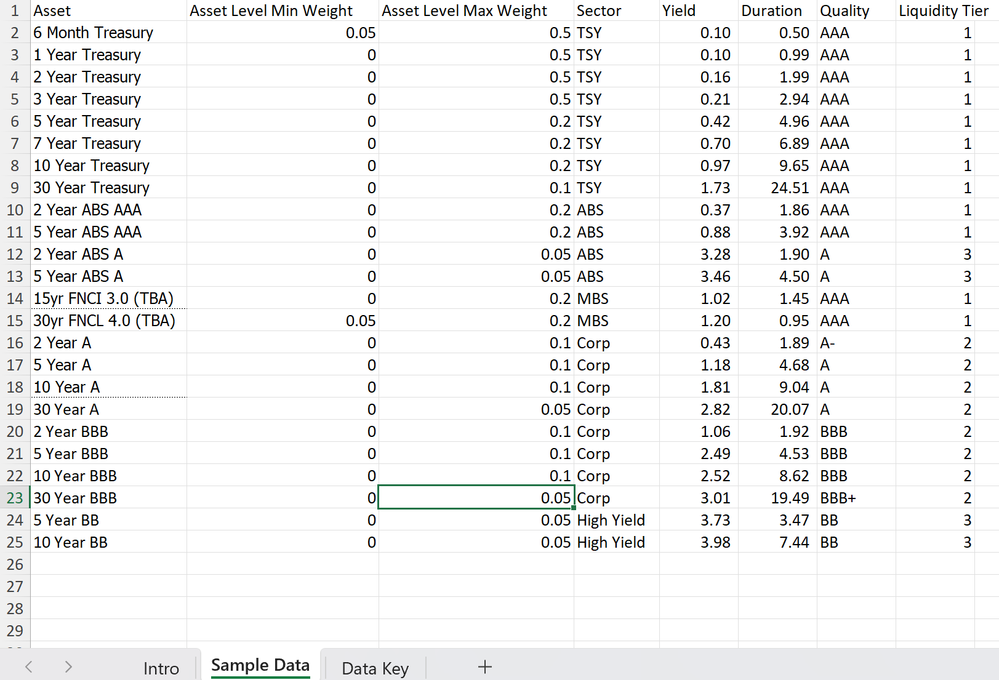 1 Asset Asset Level Min Weight Asset Level Max Weight Sector Yield Duration Quality Liquidity Tier
2 6 Month Treasury 0.05 0.5 TSY 0.10 0.50 AAA 1
3 1 Year Treasury 0 0.5 TSY 0.10 0.99 AAA 1
4 2 Year Treasury 0 0.5 TSY 0.16 1.99 AAA 1
5 3 Year Treasury 0 0.5 TSY 0.21 2.94 AAA 1
6 5 Year Treasury 0 0.2 TSY 0.42 4.96 AAA 1
7 7 Year Treasury 0 0.2 TSY 0.70 6.89 AAA 1
8 10 Year Treasury 0 0.2 TSY 0.97 9.65 AAA 1
9 30 Year Treasury 0 0.1 TSY 1.73 24.51 AAA 1
10 2 Year ABS AAA 0 0.2 ABS 0.37 1.86 AAA 1
11 5 Year ABS AAA 0 0.2 ABS 0.88 3.92 AAA 1
12 2 Year ABS A 0 0.05 ABS 3.28 1.90 A 3
13 5 Year ABS A 0 0.05 ABS 3.46 4.50 A 3
14 15yr FNCI 3.0 (TBA) 0 0.2 MBS 1.02 1.45 AAA 1
15 30yr FNCL 4.0 (TBA) 0.05 0.2 MBS 1.20 0.95 AAA 1
16 2 Year A 0 0.1 Corp 0.43 1.89 A- 2
17 5 Year A 0 0.1 Corp 1.18 4.68 A 2
18 10 Year A 0 0.1 Corp 1.81 9.04 A 2
19 30 Year A 0 0.05 Corp 2.82 20.07 A 2
20 2 Year BBB 0 0.1 Corp 1.06 1.92 BBB 2
21 5 Year BBB 0 0.1 Corp 2.49 4.53 BBB 2
22 10 Year BBB 0 0.1 Corp 2.52 8.62 BBB 2
23 30 Year BBB 0 0.05 Corp 3.01 19.49 BBB+ 2
24 5 Year BB 0 0.05 High Yield 3.73 3.47 BB 3
25 10 Year BB 0 0.05 High Yield 3.98 7.44 BB 3
26
27
28
29
Intro Sample Data Data Key